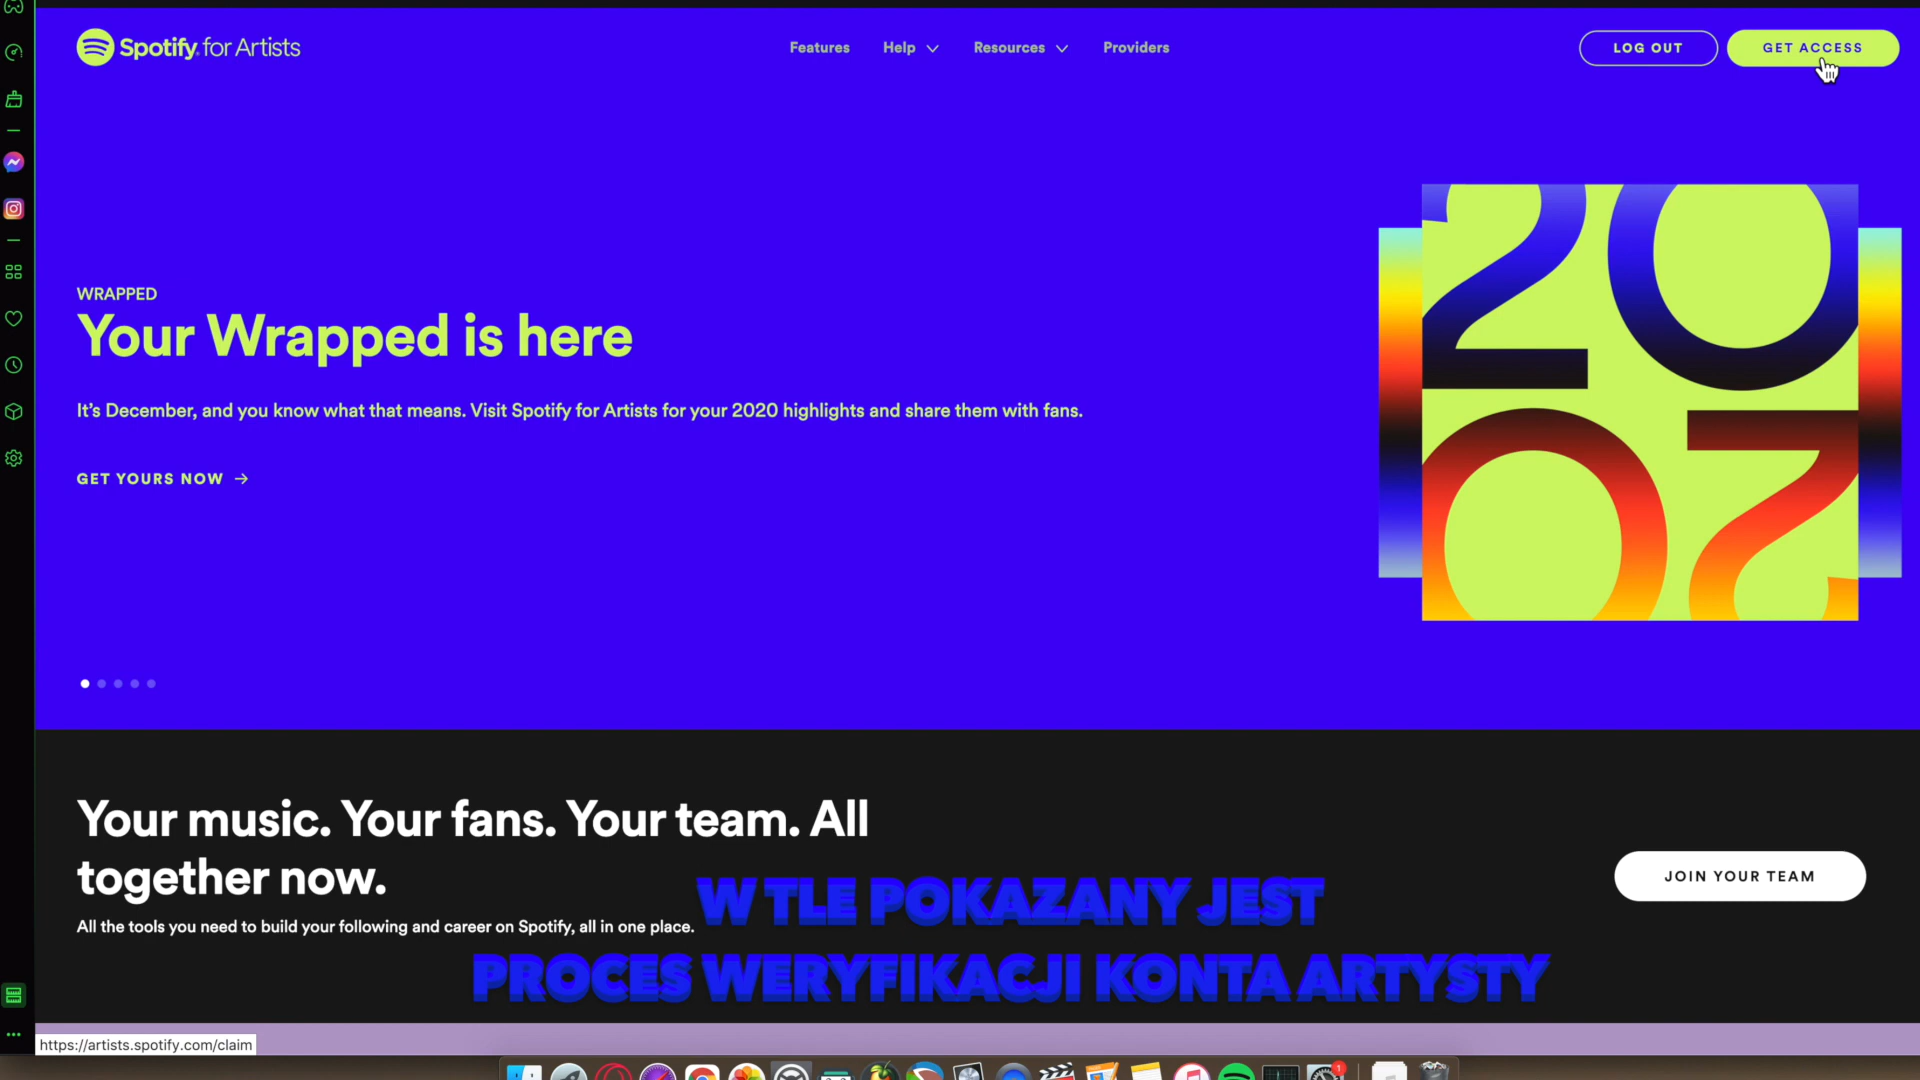 Spotify for Artists
Features
Help
Resources
Providers
LOG OUT
GET ACCESS
WRAPPED
Your Wrapped is here
It's December, and you know what that means. Visit Spotify for Artists for your 2020 highlights and share them with fans.
GET YOURS NOW →
20
20
Your music. Your fans. Your team. All
together now.
All the tools you need to build your following and career on Spotify, all in one place.
JOIN YOUR TEAM
W TLE POKAZANY JEST
PROCES WERYFIKACJI KONTA ARTYSTY
https://artists.spotify.com/claim
1